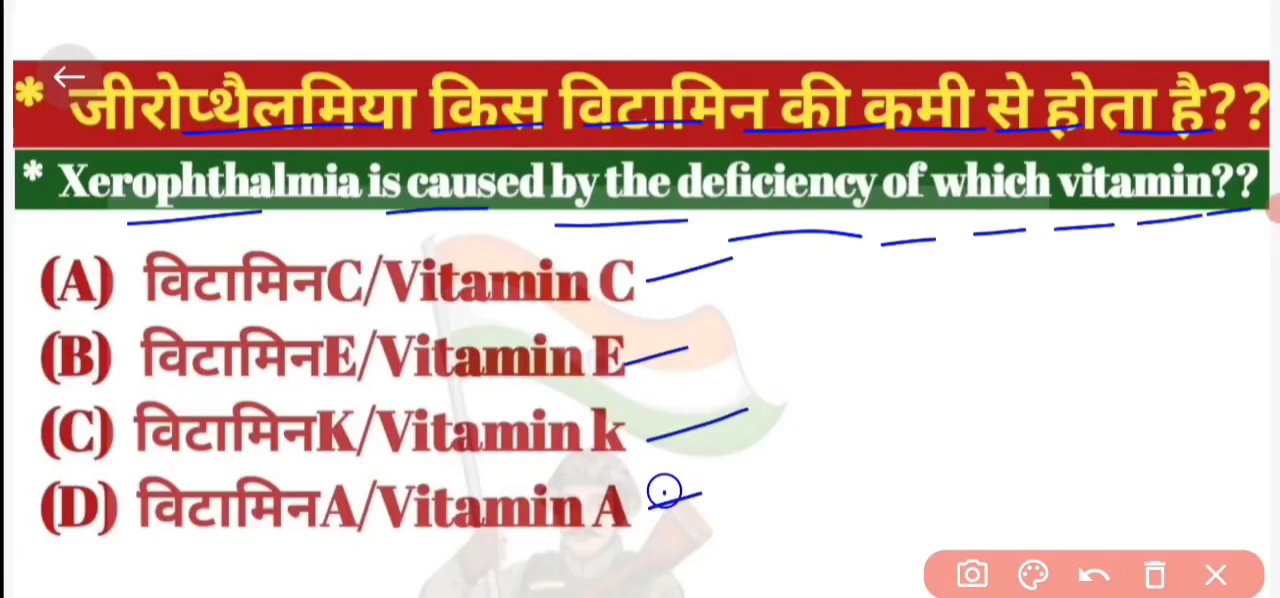 * जीरोप्थैलमिया किस विटामिन की कमी से होता है??
* Xerophthalmia is caused by the deficiency of which vitamin??
(A) विटामिनC/Vitamin C
(B) विटामिनE/Vitamin E
(C) विटामिनK/Vitamin k
(D) विटामिनA/Vitamin A